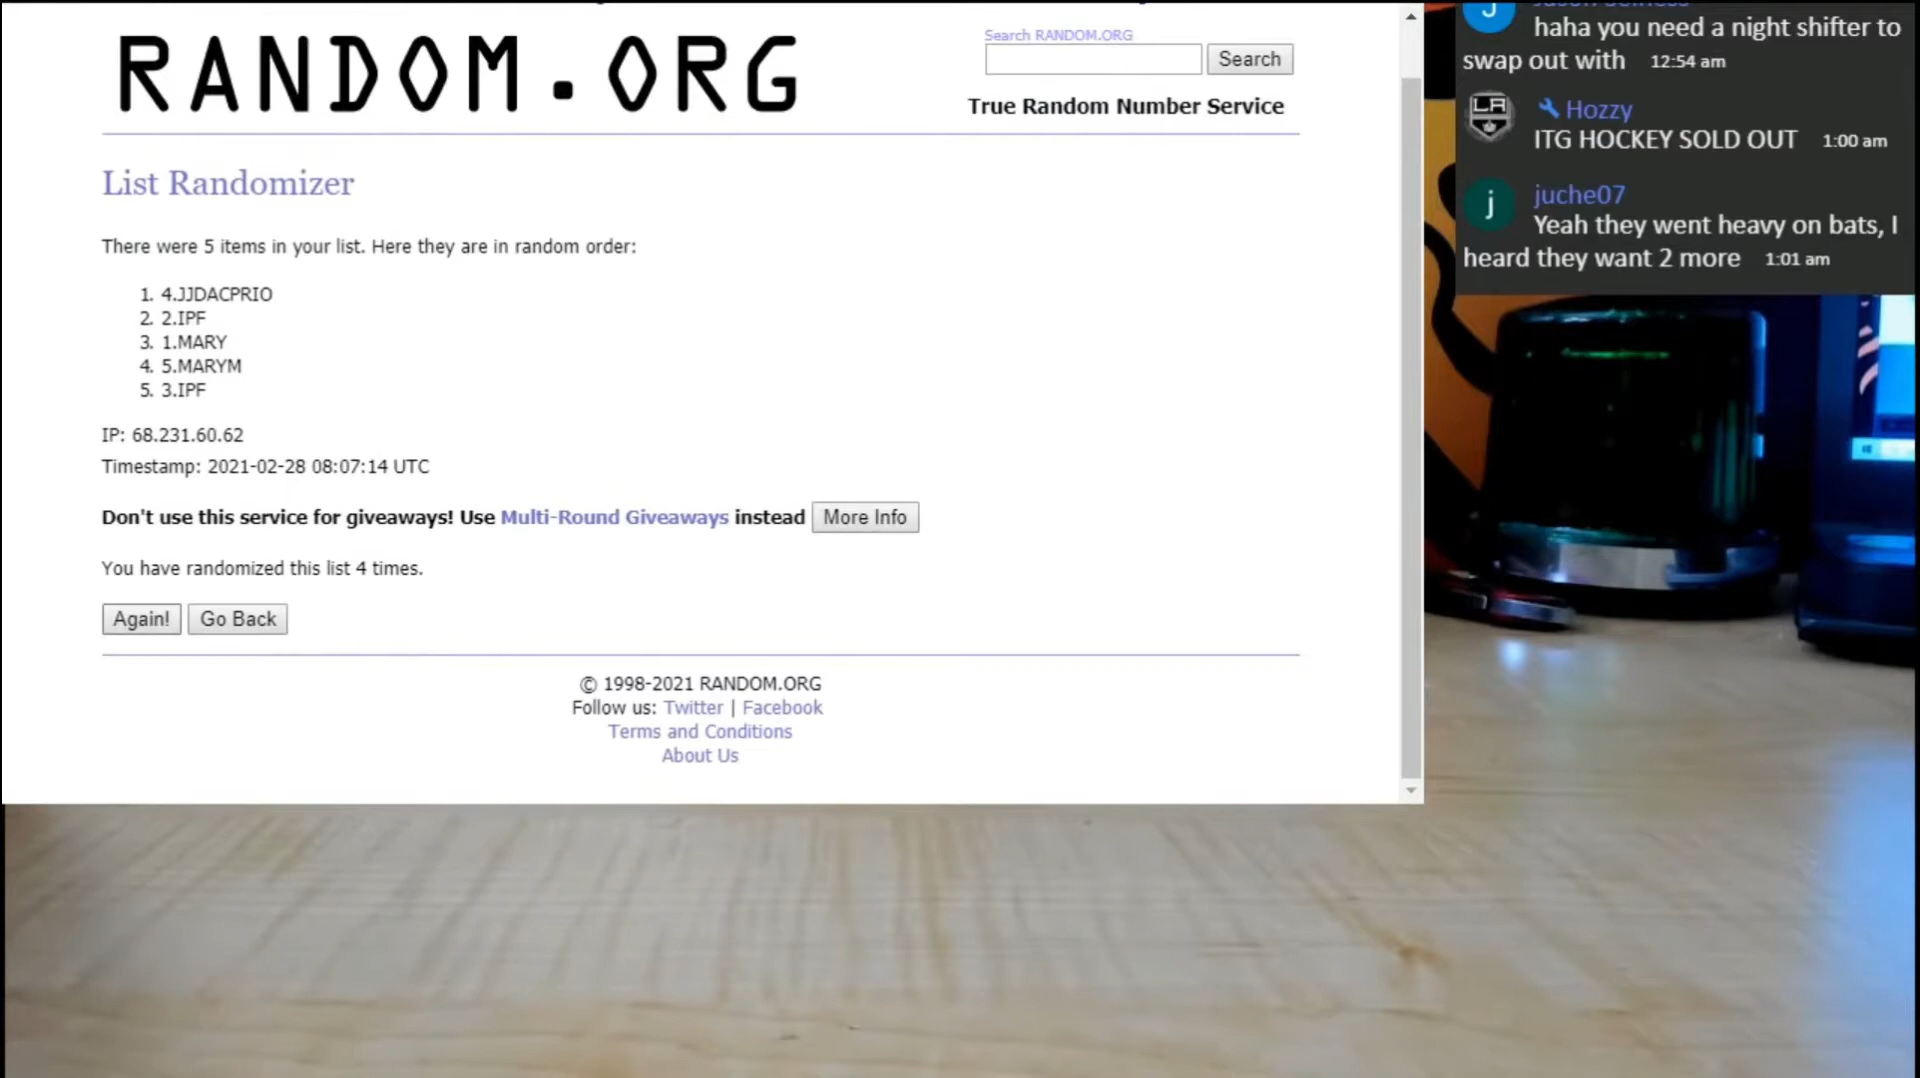 RANDOM.ORG
Search RANDOM.ORG
Search
True Random Number Service
List Randomizer
There were 5 items in your list. Here they are in random order:
1. 4.JJDACPRIO
2. 2.IPF
3. 1.MARY
4. 5.MARYM
5. 3.IPF
IP: 68.231.60.62
Timestamp: 2021-02-28 08:07:14 UTC
Don't use this service for giveaways! Use Multi-Round Giveaways instead More Info
You have randomized this list 4 times.
Again! Go Back
© 1998-2021 RANDOM.ORG
Follow us: Twitter | Facebook
Terms and Conditions
About Us
J
haha you need a night shifter to
swap out with 12:54 am
LA
Hozzy
ITG HOCKEY SOLD OUT 1:00 am
j
juche07
Yeah they went heavy on bats, I
heard they want 2 more 1:01 am